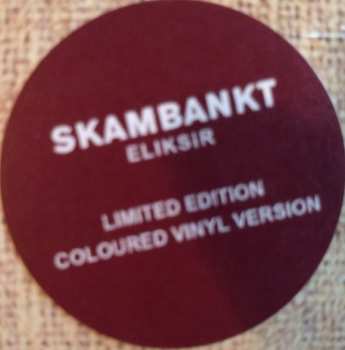 SKAMBANKT
ELIKSIR
LIMITED EDITION
COLOURED VINYL VERSION